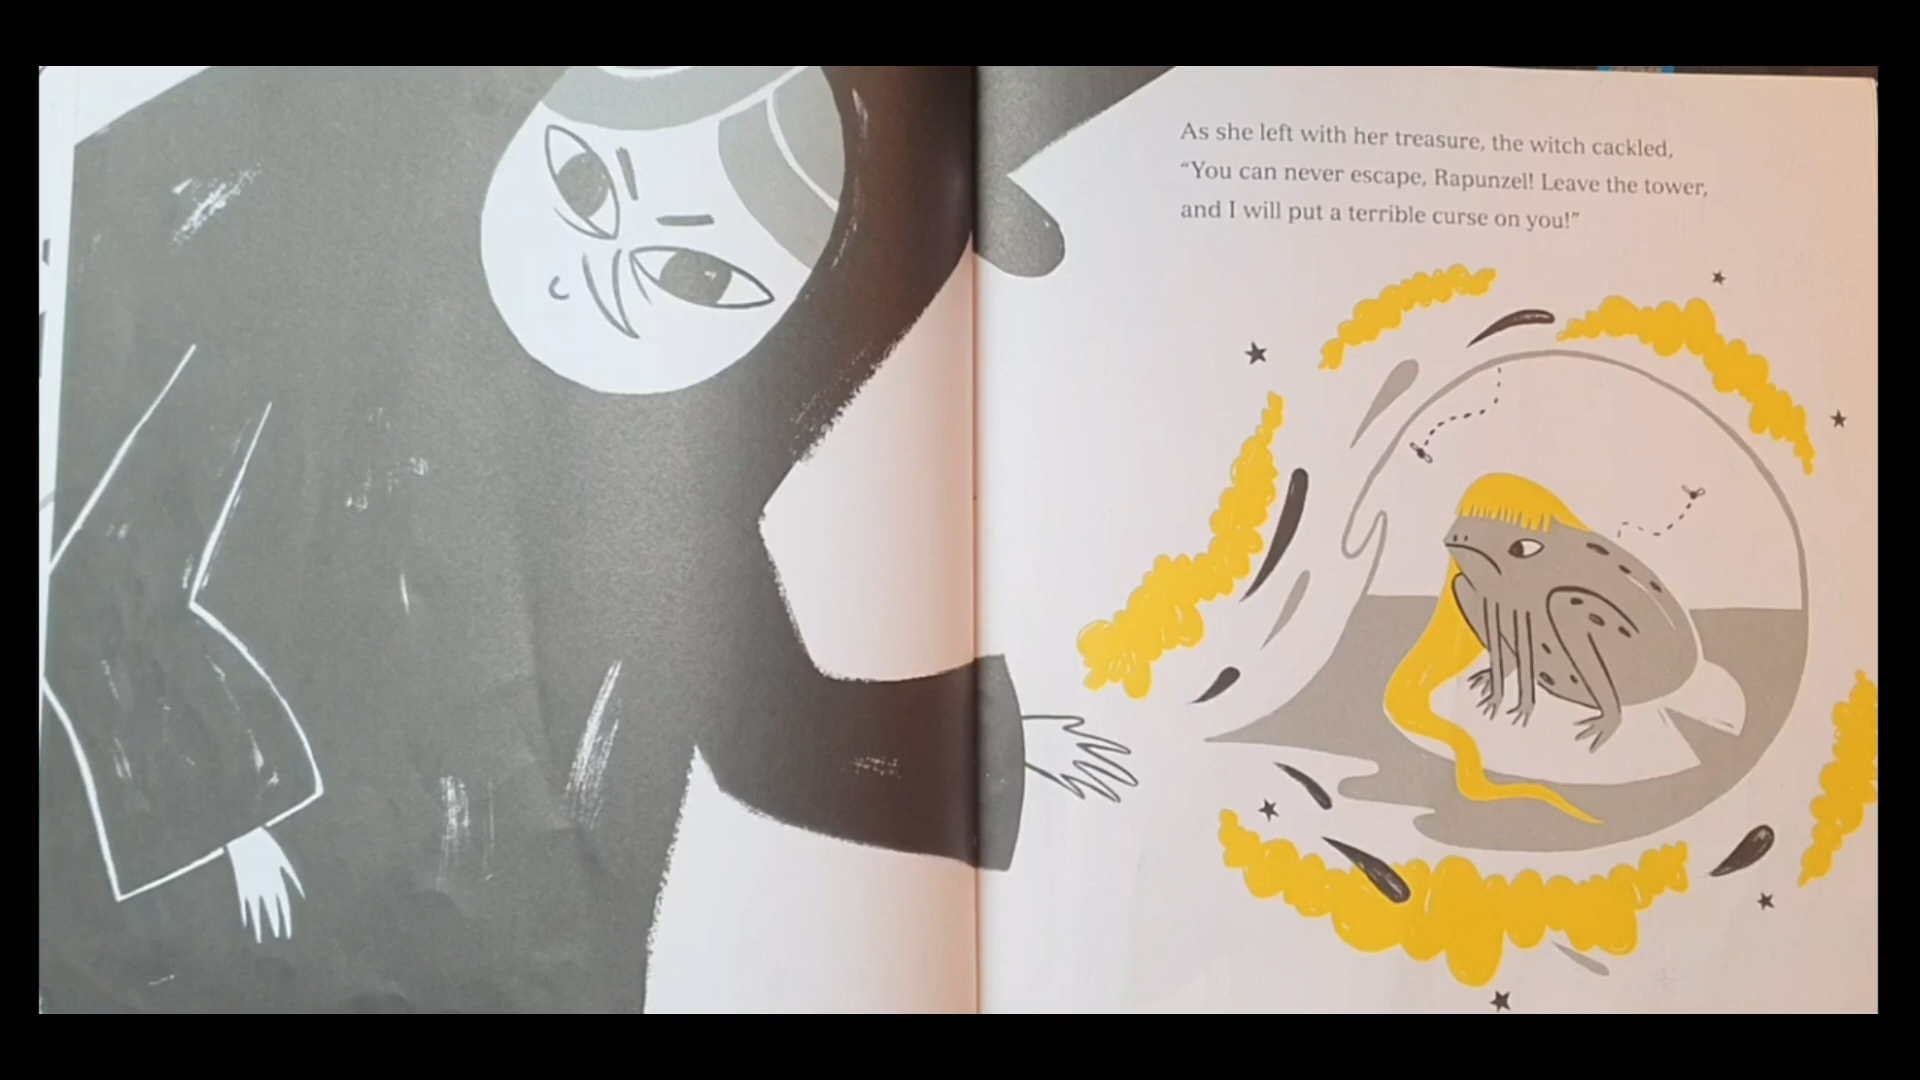 As she left with her treasure, the witch cackled,
“You can never escape, Rapunzel! Leave the tower,
and I will put a terrible curse on you!”